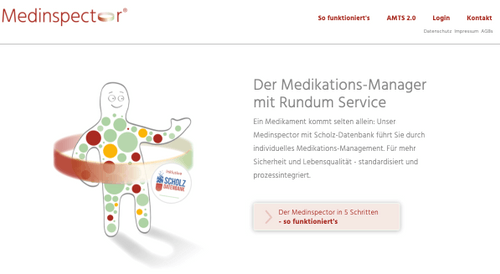 Medinspector®
So funktioniert's AMTS 2.0 Login Kontakt
Datenschutz Impressum AGBs
Der Medikations-Manager
mit Rundum Service
Ein Medikament kommt selten allein: Unser
Medinspector mit Scholz-Datenbank führt Sie durch
individuelles Medikations-Management. Für mehr
Sicherheit und Lebensqualität - standardisiert und
prozessintegriert.
SCHOLZ
DATENBANK
Der Medinspector in 5 Schritten
- so funktioniert's